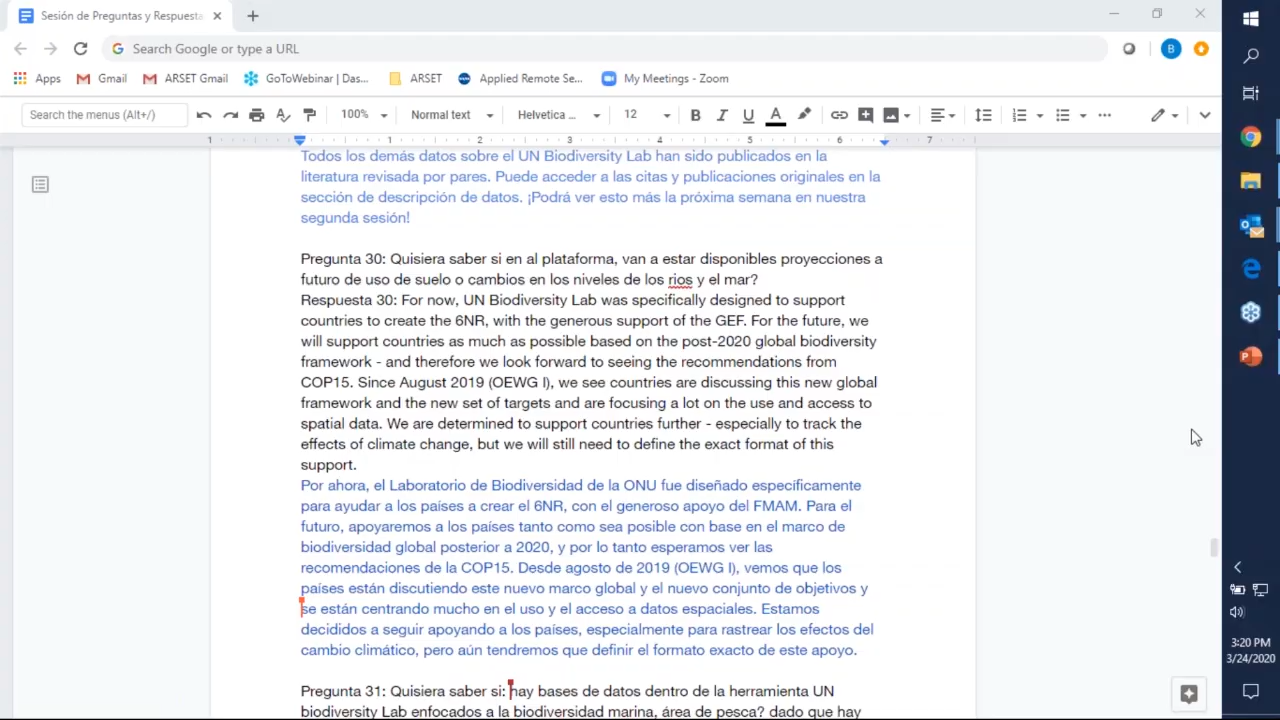 Sesión de Preguntas y Respuesta
Search Google or type a URL
B
Apps
Gmail
ARSET Gmail
GoToWebinar | Das...
ARSET
Applied Remote Se...
My Meetings - Zoom
Search the menus (Alt+/)
100%
Normal text
Helvetica ...
12
B I U A
1 1 2 3 4 5 6 7
Todos los demás datos sobre el UN Biodiversity Lab han sido publicados en la
literatura revisada por pares. Puede acceder a las citas y publicaciones originales en la
sección de descripción de datos. ¡Podrá ver esto más la próxima semana en nuestra
segunda sesión!
Pregunta 30: Quisiera saber si en al plataforma, van a estar disponibles proyecciones a
futuro de uso de suelo o cambios en los niveles de los rios y el mar?
Respuesta 30: For now, UN Biodiversity Lab was specifically designed to support
countries to create the 6NR, with the generous support of the GEF. For the future, we
will support countries as much as possible based on the post-2020 global biodiversity
framework - and therefore we look forward to seeing the recommendations from
COP15. Since August 2019 (OEWG I), we see countries are discussing this new global
framework and the new set of targets and are focusing a lot on the use and access to
spatial data. We are determined to support countries further - especially to track the
effects of climate change, but we will still need to define the exact format of this
support.
Por ahora, el Laboratorio de Biodiversidad de la ONU fue diseñado específicamente
para ayudar a los países a crear el 6NR, con el generoso apoyo del FMAM. Para el
futuro, apoyaremos a los países tanto como sea posible con base en el marco de
biodiversidad global posterior a 2020, y por lo tanto esperamos ver las
recomendaciones de la COP15. Desde agosto de 2019 (OEWG I), vemos que los
países están discutiendo este nuevo marco global y el nuevo conjunto de objetivos y
se están centrando mucho en el uso y el acceso a datos espaciales. Estamos
decididos a seguir apoyando a los países, especialmente para rastrear los efectos del
cambio climático, pero aún tendremos que definir el formato exacto de este apoyo.
Pregunta 31: Quisiera saber si: hay bases de datos dentro de la herramienta UN
biodiversity Lab enfocados a la biodiversidad marina, área de pesca? dado que hay
3:20 PM
3/24/2020